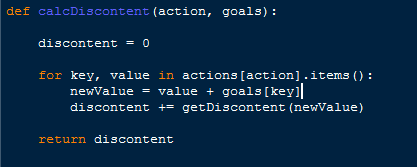 def calcDiscontent(action, goals):
    discontent = 0
    for key, value in actions[action].items():
        newValue = value + goals[key]
        discontent += getDiscontent(newValue)
    return discontent